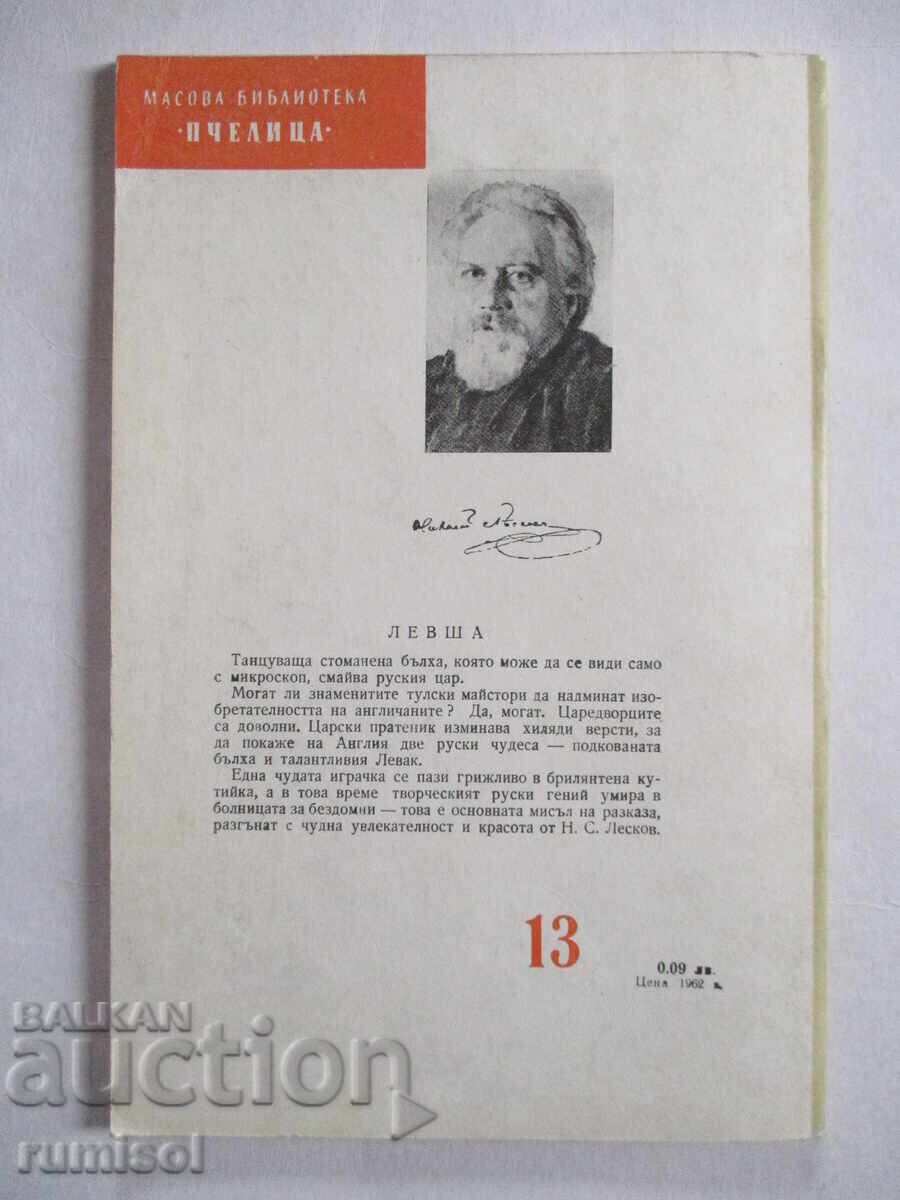 МАСОВА БИБЛИОТЕКА
·ПЧЕЛИЦА·
ЛЕВША
Танцуваща стоманена бълха, която може да се види само
с микроскоп, смайва руския цар.
Могат ли знаменитите тулски майстори да надминат изо-
бретателността на англичаните? Да, могат. Царедворците
са доволни. Царски пратеник изминава хиляди версти, за
да покаже на Англия две руски чудеса — подкованата
бълха и талантливия Левак.
Една чудата играчка се пази грижливо в брилянтена ку-
тийка, а в това време творческият руски гений умира в
болницата за бездомни — това е основната мисъл на разказа,
разгънат с чудна увлекателност и красота от Н. С. Лесков.
13
0.09 лв.
Цена 1962 г.
BALKAN
auction
rumisol